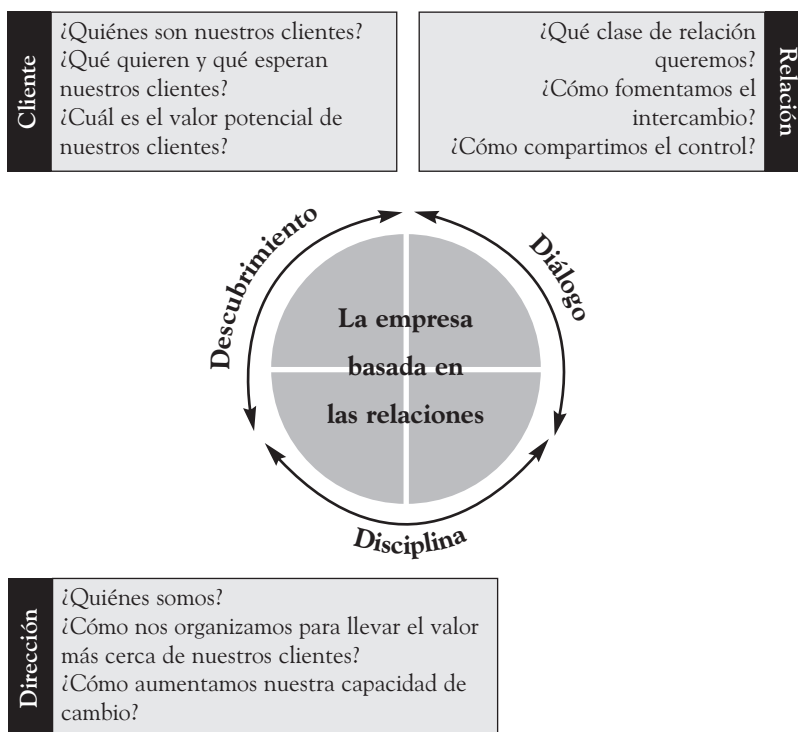 Cliente
¿Quiénes son nuestros clientes?
¿Qué quieren y qué esperan
nuestros clientes?
¿Cuál es el valor potencial de
nuestros clientes?
¿Qué clase de relación
queremos?
¿Cómo fomentamos el
intercambio?
¿Cómo compartimos el control?
Relación
Descubrimiento
Diálogo
La empresa
basada en
las relaciones
Disciplina
Dirección
¿Quiénes somos?
¿Cómo nos organizamos para llevar el valor
más cerca de nuestros clientes?
¿Cómo aumentamos nuestra capacidad de
cambio?